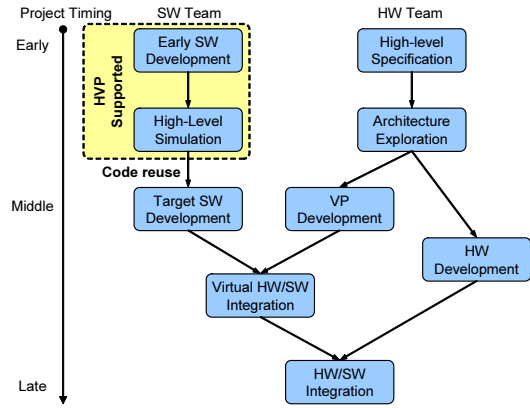 Project Timing
SW Team
HW Team
Early
HVP
Supported
Early SW
Development
High-level
Specification
High-Level
Simulation
Architecture
Exploration
Code reuse
Middle
Target SW
Development
VP
Development
HW
Development
Virtual HW/SW
Integration
HW/SW
Integration
Late